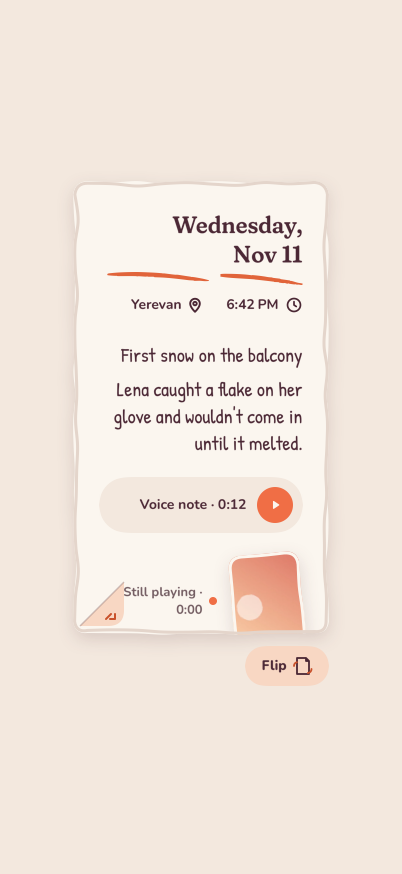 Wednesday,
Nov 11
Yerevan
6:42 PM
First snow on the balcony
Lena caught a flake on her
glove and wouldn't come in
until it melted.
Voice note · 0:12
Still playing ·
0:00
Flip